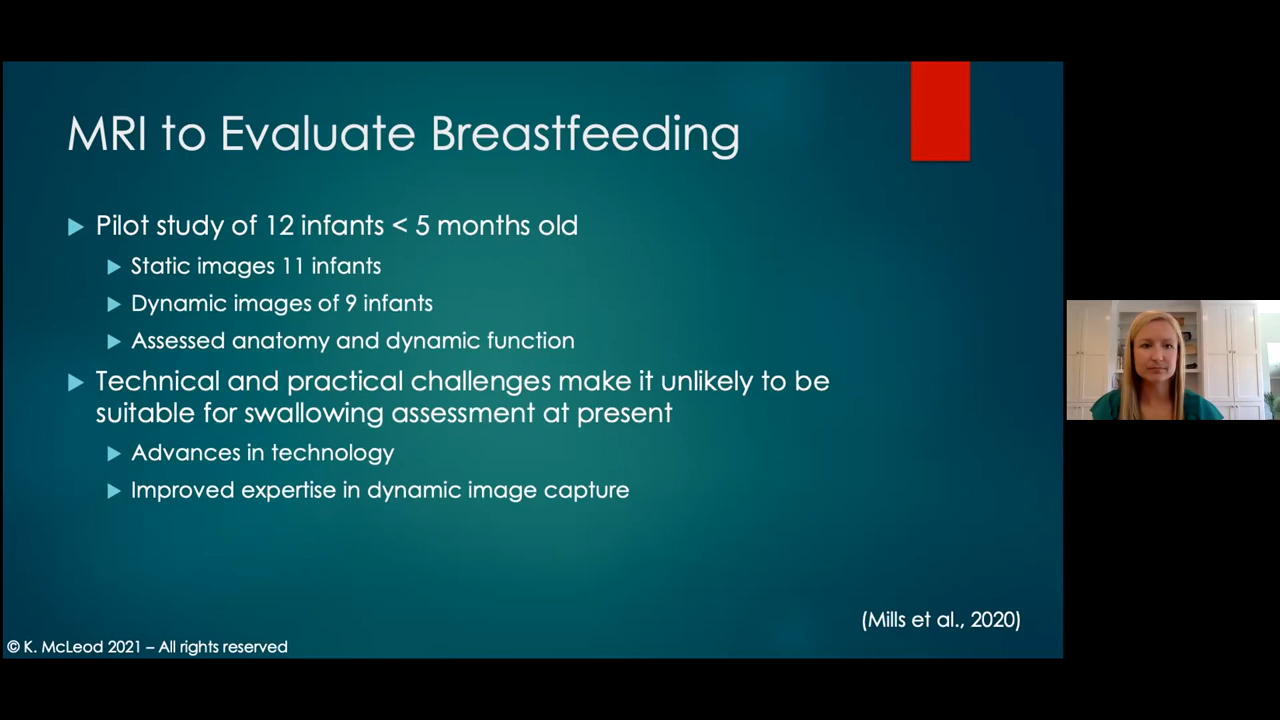 MRI to Evaluate Breastfeeding
Pilot study of 12 infants < 5 months old
Static images 11 infants
Dynamic images of 9 infants
Assessed anatomy and dynamic function
Technical and practical challenges make it unlikely to be
suitable for swallowing assessment at present
Advances in technology
Improved expertise in dynamic image capture
(Mills et al., 2020)
© K. McLeod 2021 – All rights reserved